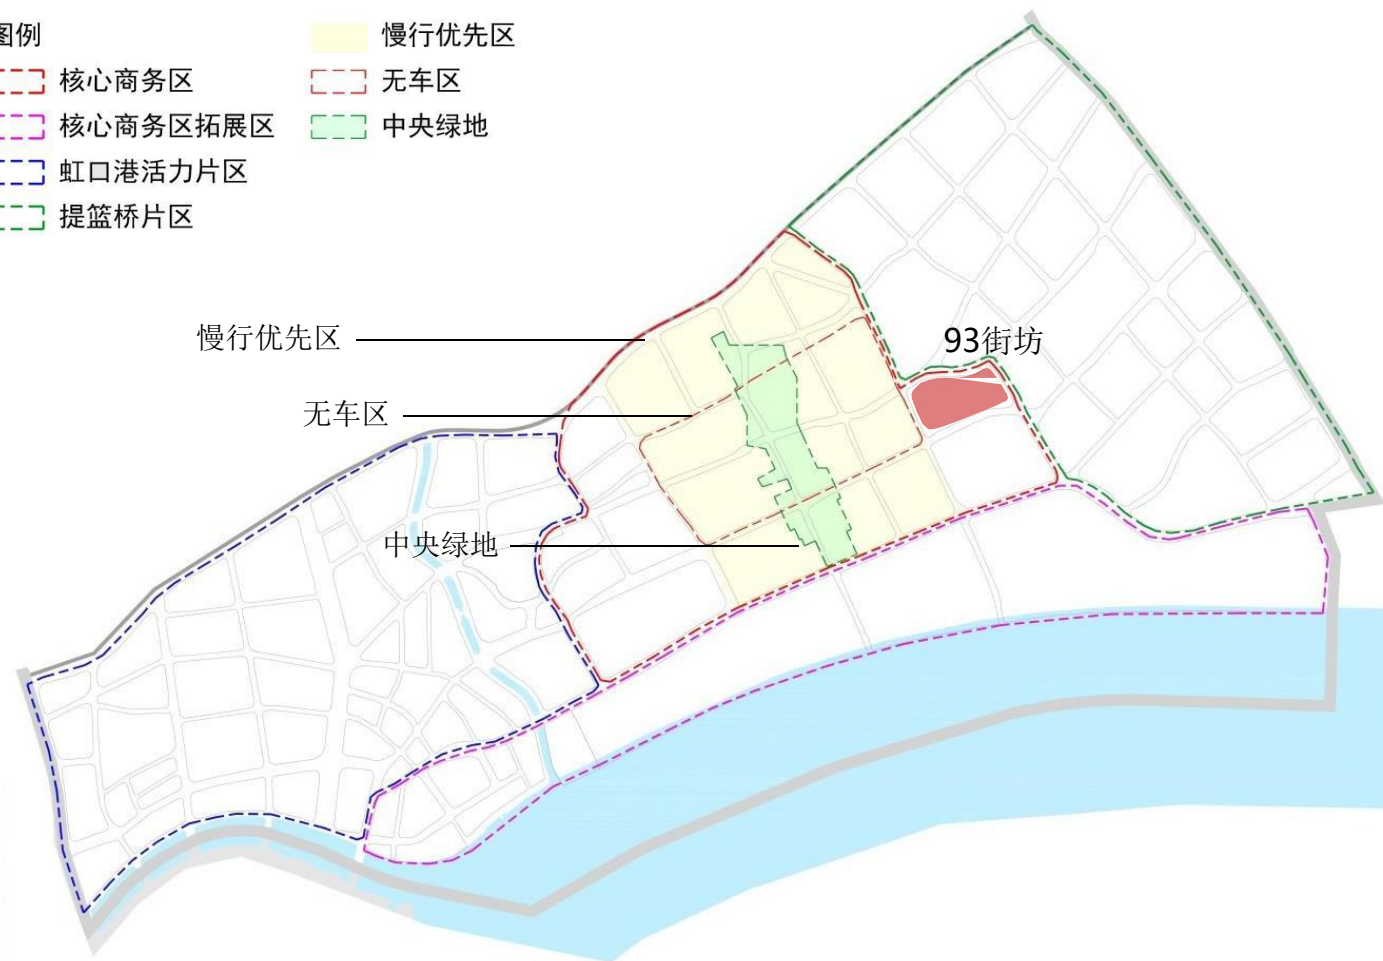 图例
核心商务区
核心商务区拓展区
虹口港活力片区
提篮桥片区
慢行优先区
无车区
中央绿地
慢行优先区
93街坊
无车区
中央绿地